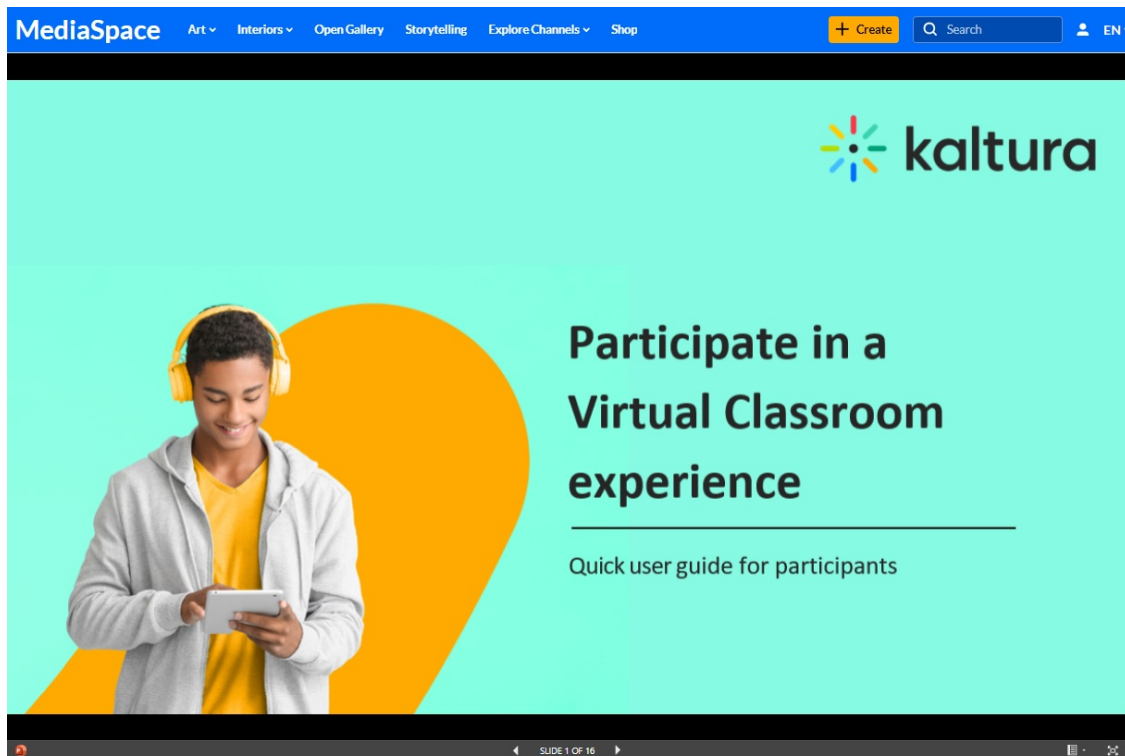 MediaSpace Art Interiors Open Gallery Storytelling Explore Channels Shop + Create Search EN
kaltura
Participate in a
Virtual Classroom
experience
Quick user guide for participants
SLIDE 1 OF 16